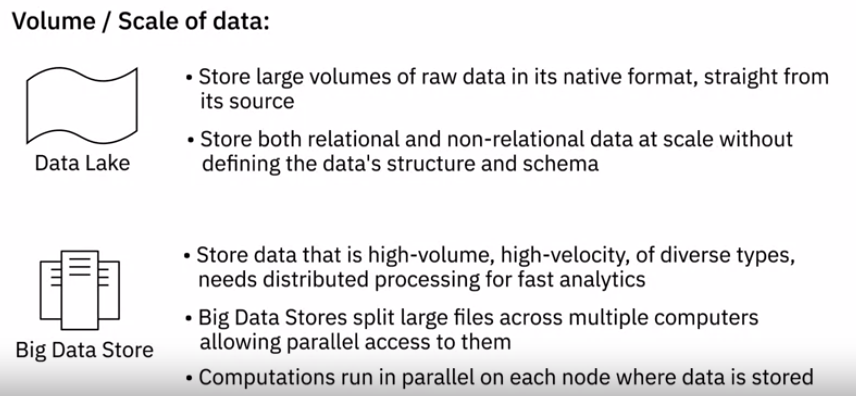 Volume / Scale of data:
• Store large volumes of raw data in its native format, straight from
its source
• Store both relational and non-relational data at scale without
defining the data's structure and schema
Data Lake
• Store data that is high-volume, high-velocity, of diverse types,
needs distributed processing for fast analytics
• Big Data Stores split large files across multiple computers
allowing parallel access to them
• Computations run in parallel on each node where data is stored
Big Data Store